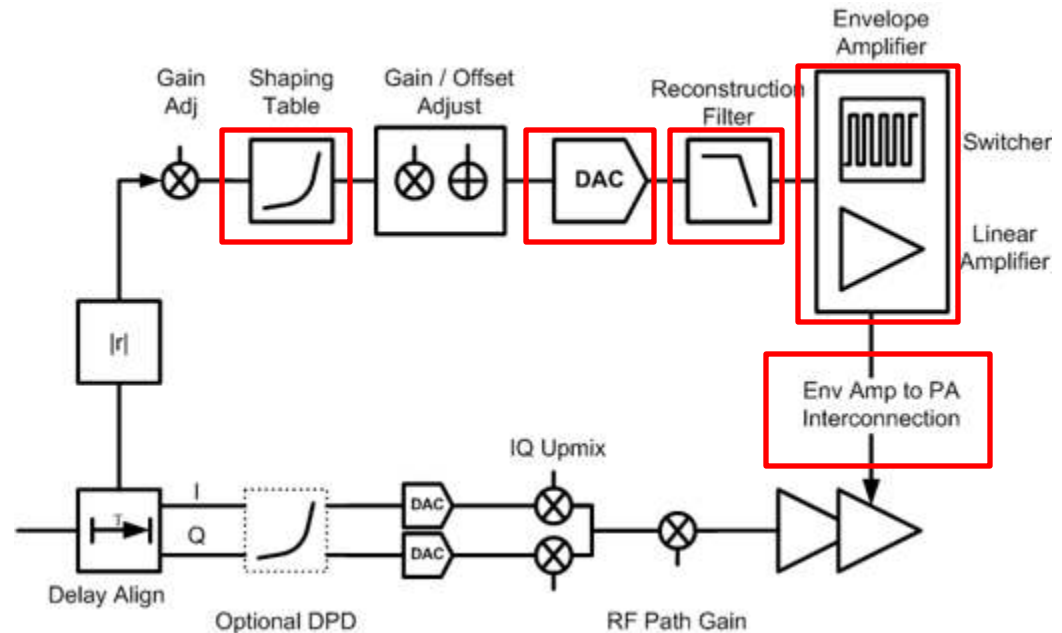 Envelope
Amplifier
Gain
Adj
Shaping
Table
Gain / Offset
Adjust
Reconstruction
Filter
DAC
Switcher
Linear
Amplifier
|r|
Env Amp to PA
Interconnection
IQ Upmix
I
Q
T
DAC
DAC
Delay Align
Optional DPD
RF Path Gain